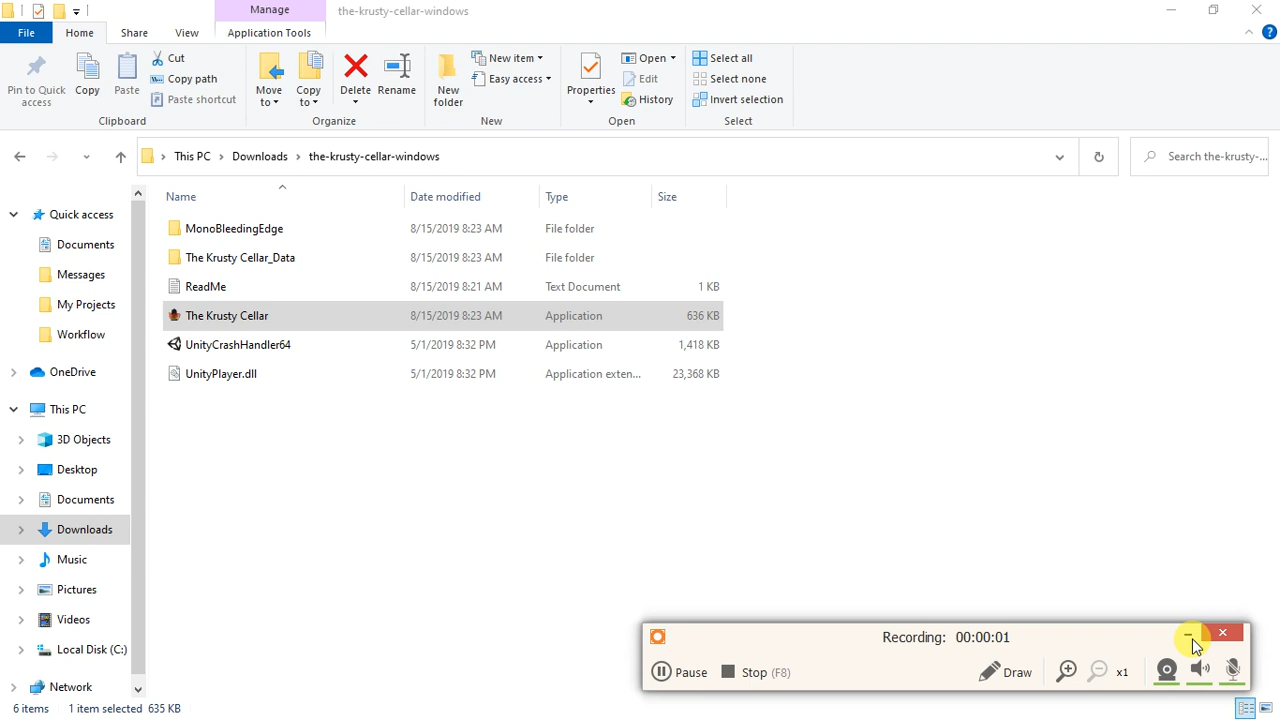 Manage
the-krusty-cellar-windows
File
Home
Share
View
Application Tools
Pin to Quick access
Copy
Paste
Cut
Copy path
Paste shortcut
Clipboard
Move to
Copy to
Delete
Rename
Organize
New folder
New item
Easy access
New
Properties
Open
Edit
History
Open
Select all
Select none
Invert selection
Select
This PC > Downloads > the-krusty-cellar-windows
Search the-krusty-...
Name Date modified Type Size
MonoBleedingEdge 8/15/2019 8:23 AM File folder
The Krusty Cellar_Data 8/15/2019 8:23 AM File folder
ReadMe 8/15/2019 8:21 AM Text Document 1 KB
The Krusty Cellar 8/15/2019 8:23 AM Application 636 KB
UnityCrashHandler64 5/1/2019 8:32 PM Application 1,418 KB
UnityPlayer.dll 5/1/2019 8:32 PM Application exten... 23,368 KB
Quick access
Documents
Messages
My Projects
Workflow
OneDrive
This PC
3D Objects
Desktop
Documents
Downloads
Music
Pictures
Videos
Local Disk (C:)
Network
Recording: 00:00:01
Pause
Stop (F8)
Draw
x1
6 items 1 item selected 635 KB